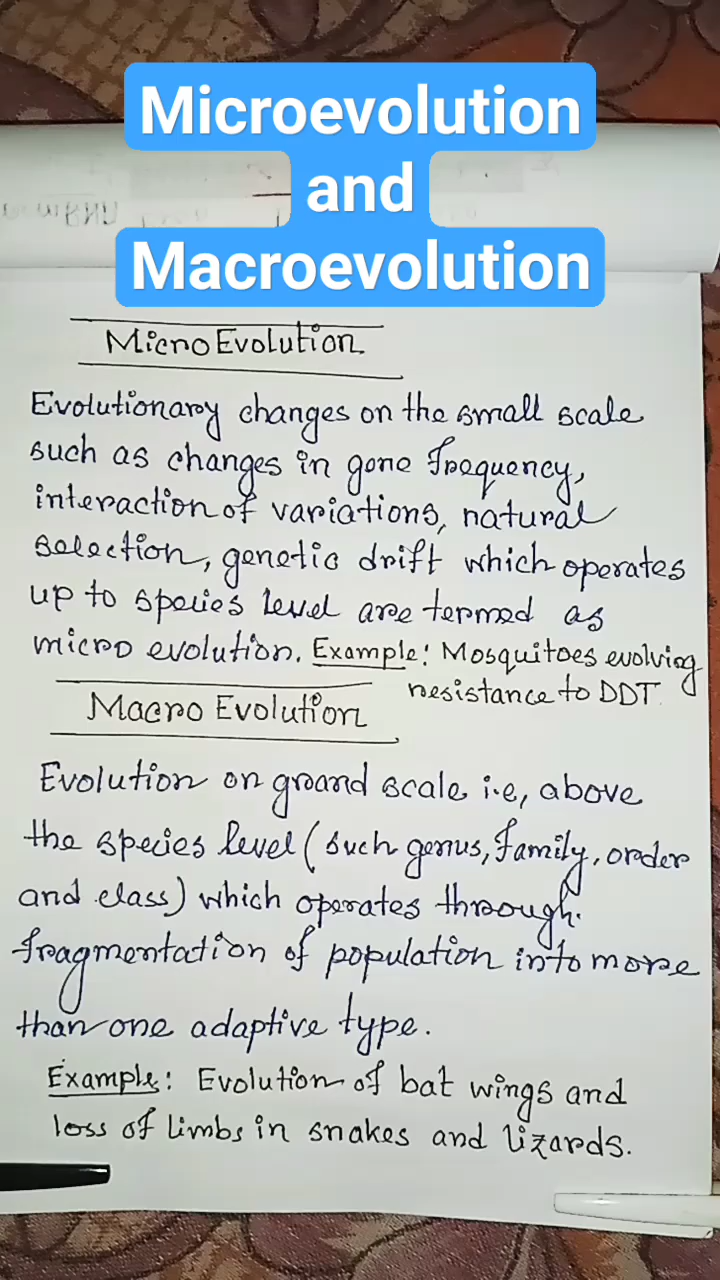 Microevolution
and
Macroevolution
Micro Evolution
Evolutionary changes on the small scale
such as changes in gene frequency,
interaction of variations, natural
selection, genetic drift which operates
up to species level are termed as
micro evolution. Example: Mosquitoes evolving
resistance to DDT.
Macro Evolution
Evolution on groand scale i.e, above
the species level (such genus, family, order
and class) which operates through.
fragmentation of population into more
than one adaptive type.
Example: Evolution of bat wings and
loss of limbs in snakes and lizards.